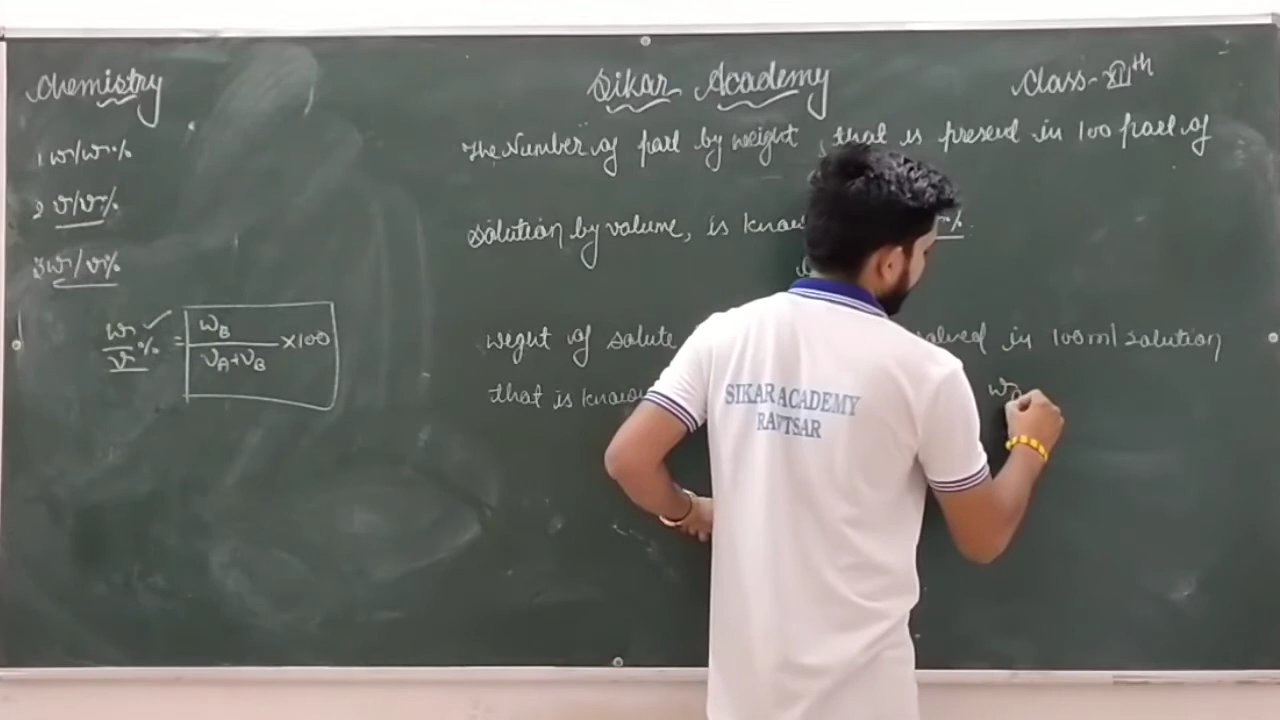 Chemistry
Sikar Academy
Class-XIIth
1 w/w%
2 v/v%
3 w/v%
w/v % = wB/vA+vB ×100
The Number of part by weight, that is present in 100 part of
solution by volume, is know %.
weght of solute solved in 100ml solution
that is know
SIKAR ACADEMY
RAWTSAR